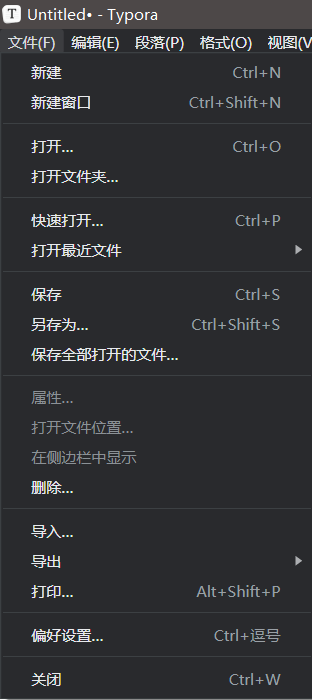 T Untitled• - Typora
文件(F) 编辑(E) 段落(P) 格式(O) 视图(V
新建 Ctrl+N
新建窗口 Ctrl+Shift+N
打开... Ctrl+O
打开文件夹...
快速打开... Ctrl+P
打开最近文件
保存 Ctrl+S
另存为... Ctrl+Shift+S
保存全部打开的文件...
属性...
打开文件位置...
在侧边栏中显示
删除...
导入...
导出
打印... Alt+Shift+P
偏好设置... Ctrl+逗号
关闭 Ctrl+W